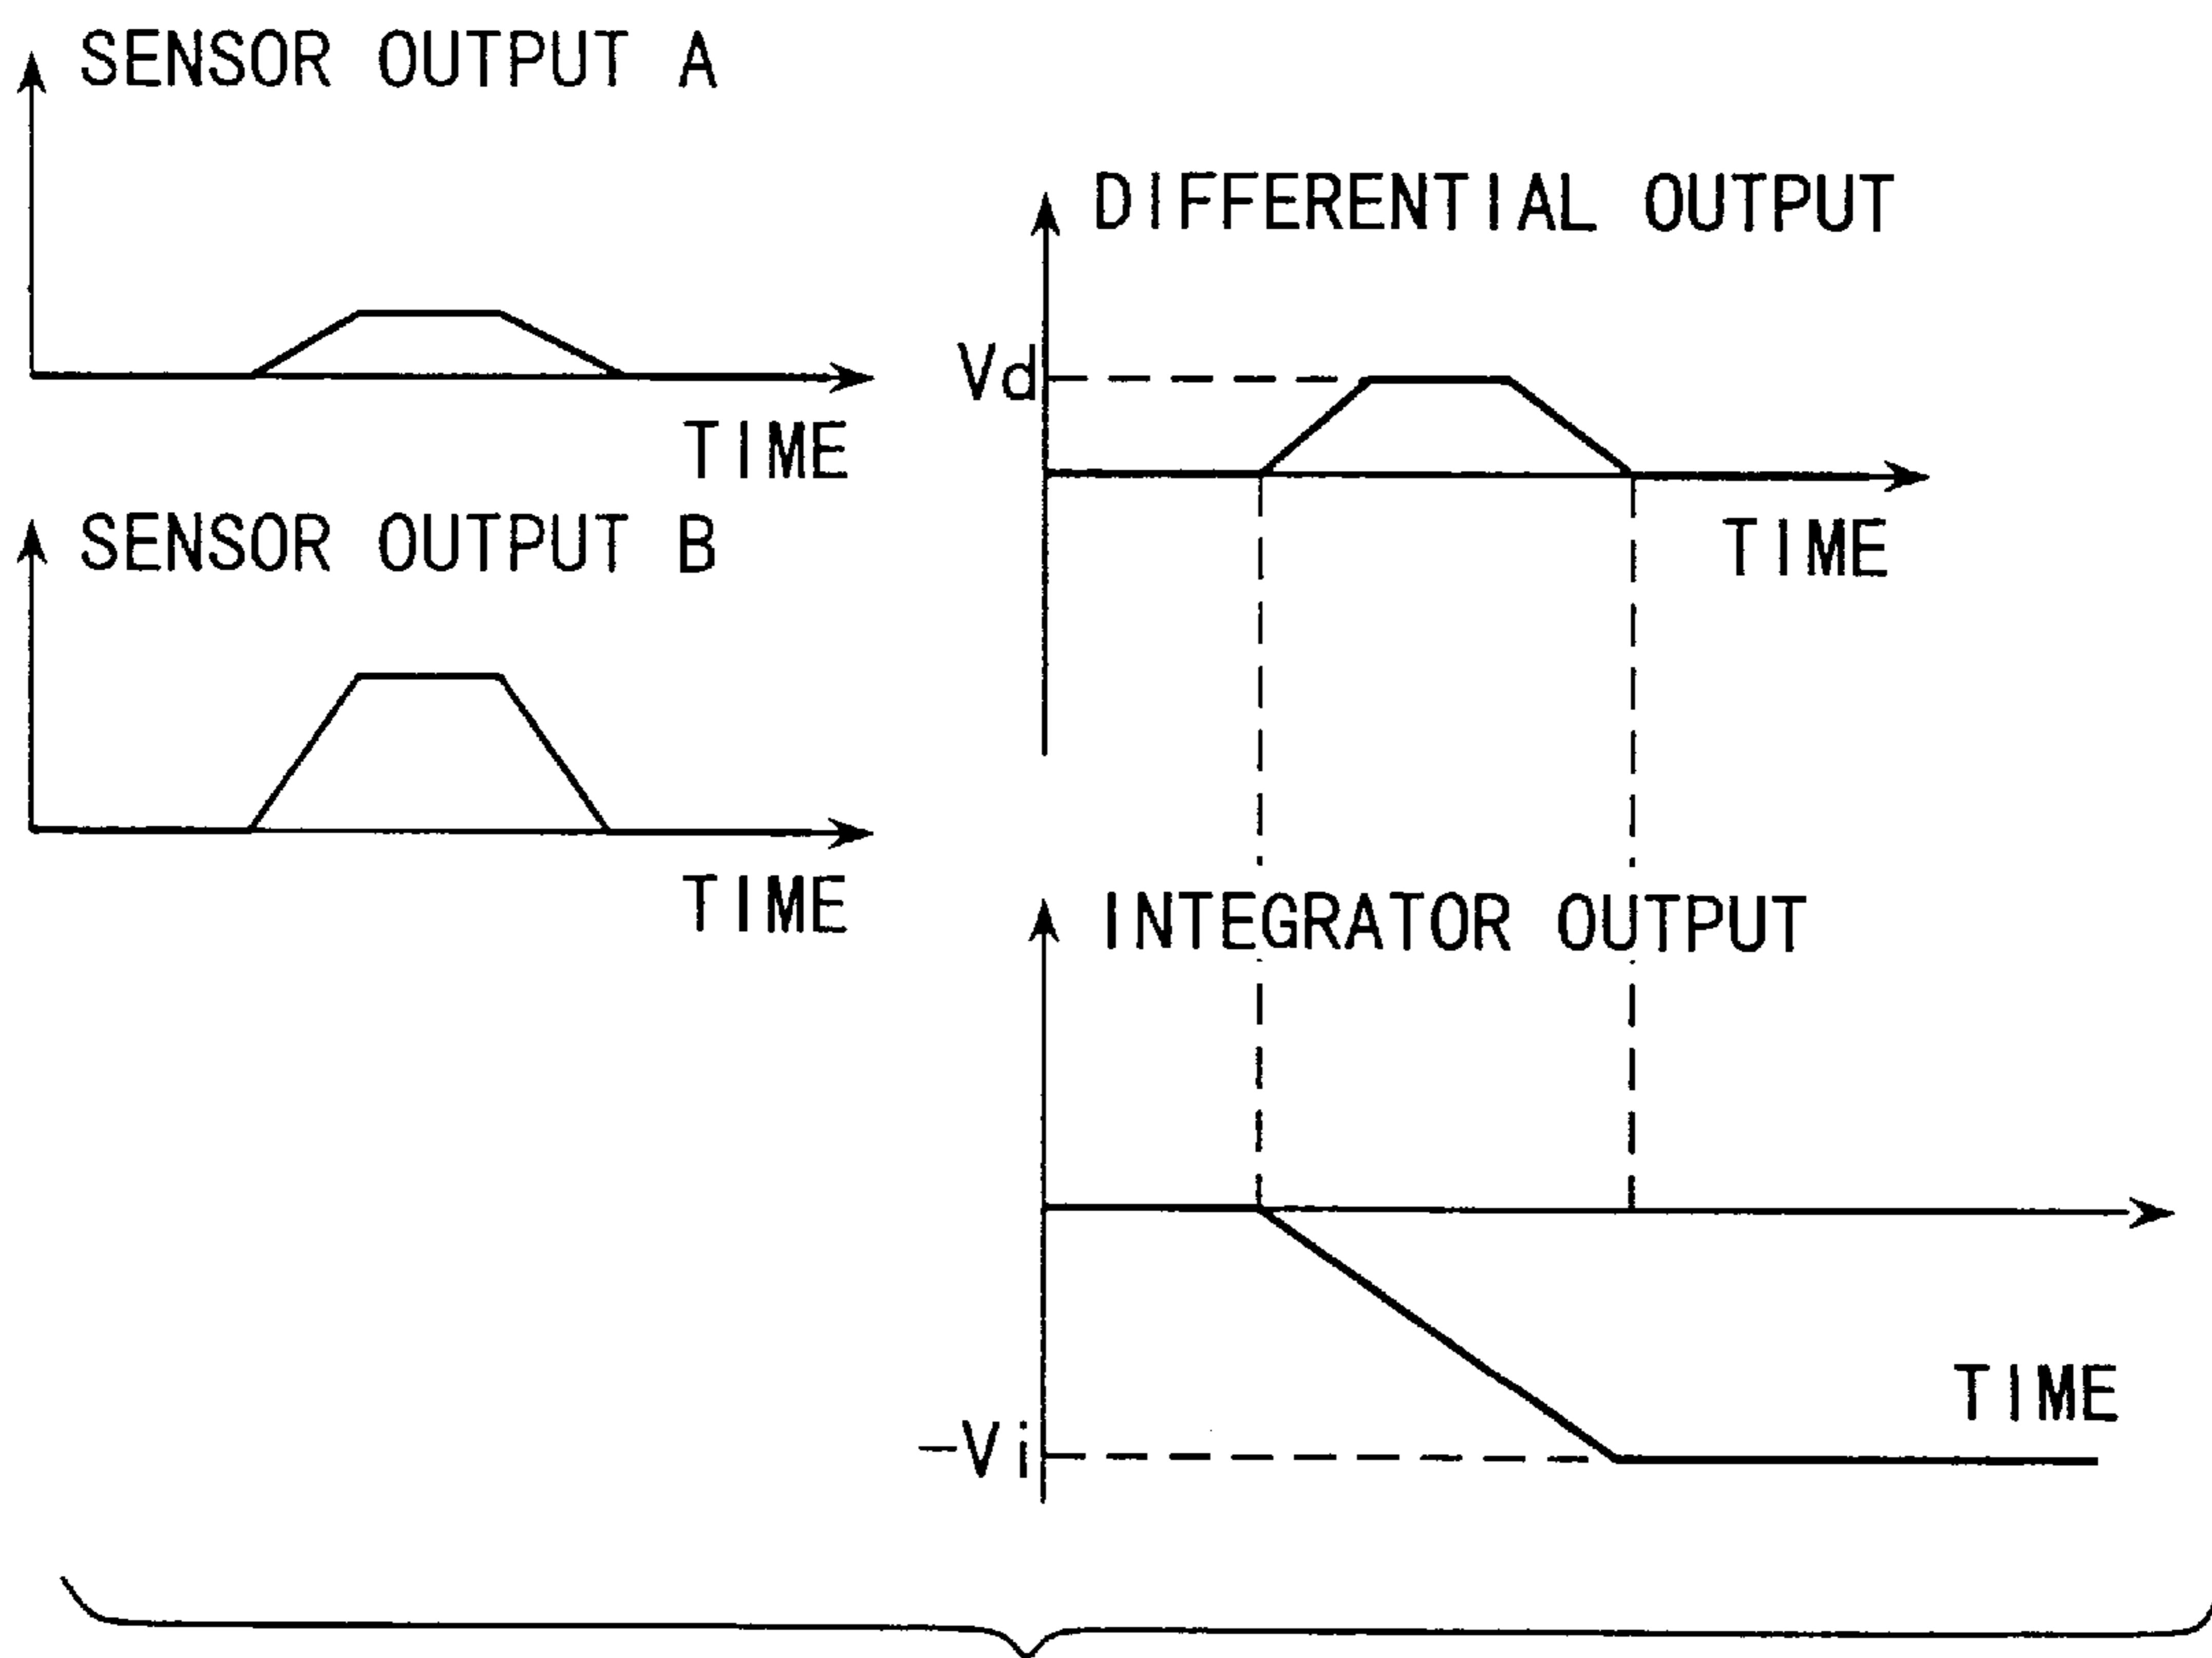 SENSOR OUTPUT A
TIME
SENSOR OUTPUT B
TIME
DIFFERENTIAL OUTPUT
Vd
TIME
INTEGRATOR OUTPUT
TIME
-Vi